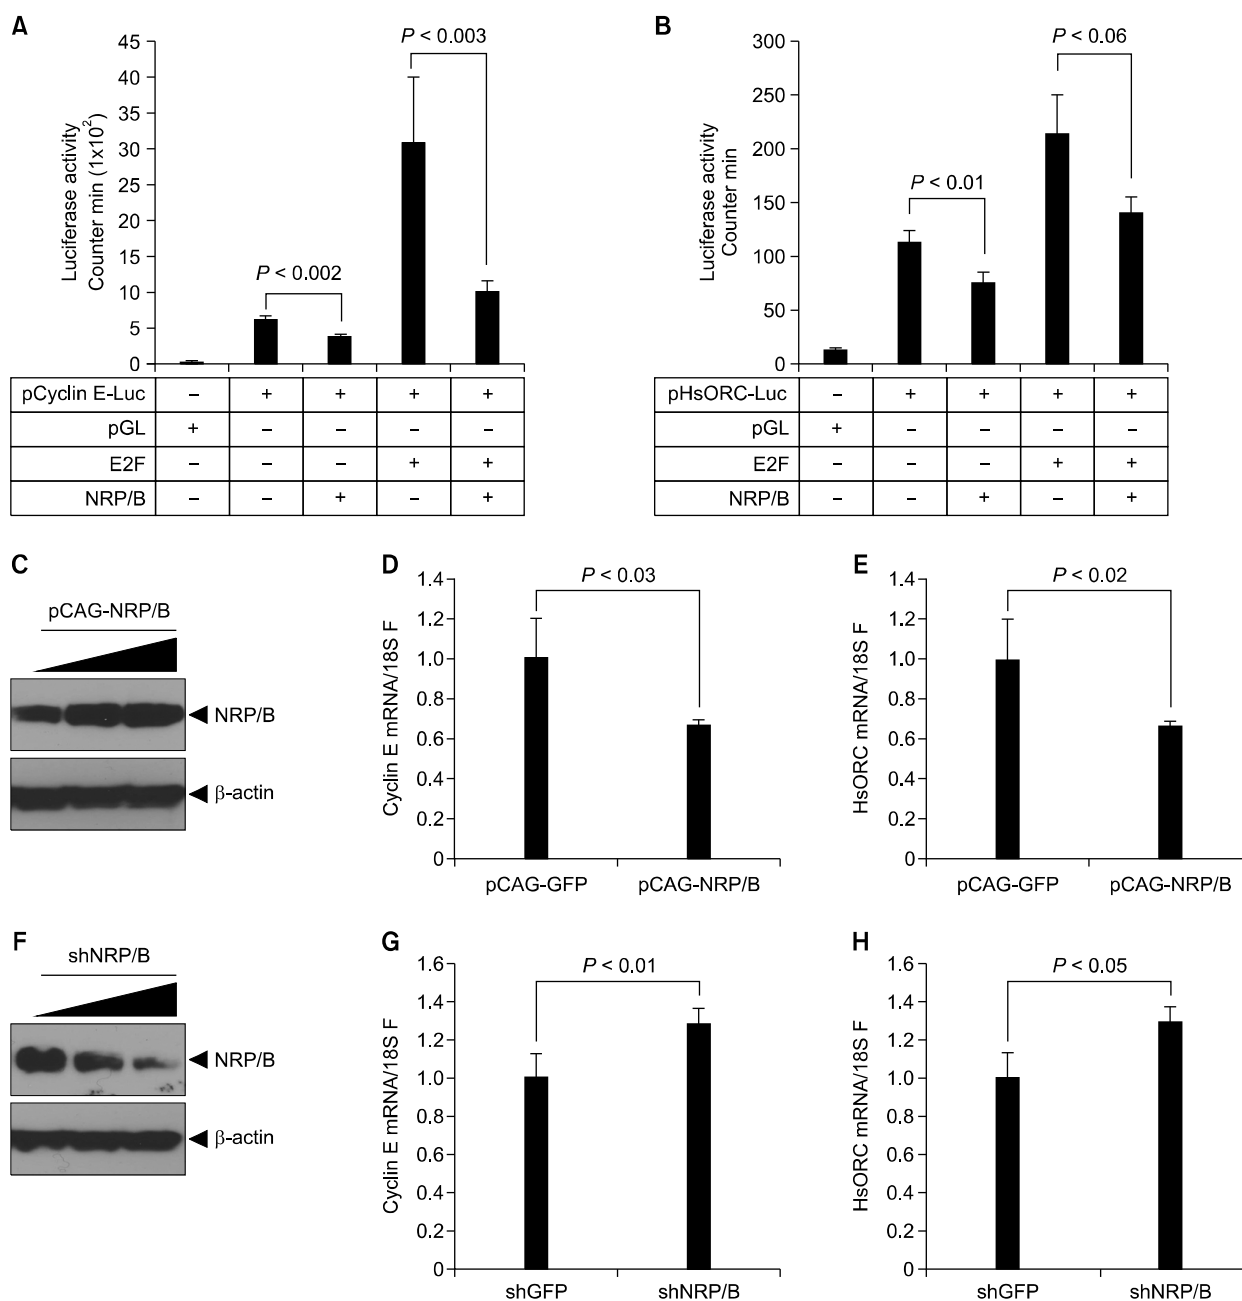 A
Luciferase activity
Counter min (1x10²)
45
40
35
30
25
20
15
10
5
0
P < 0.002
P < 0.003
pCyclin E-Luc – + + + +
pGL + – – – –
E2F – – – + +
NRP/B – – + – +
B
Luciferase activity
Counter min
300
250
200
150
100
50
0
P < 0.01
P < 0.06
pHsORC-Luc – + + + +
pGL + – – – –
E2F – – – + +
NRP/B – – + – +
C
pCAG-NRP/B
NRP/B
β-actin
D
Cyclin E mRNA/18S F
1.4
1.2
1.0
0.8
0.6
0.4
0.2
0
P < 0.03
pCAG-GFP pCAG-NRP/B
E
HsORC mRNA/18S F
1.4
1.2
1.0
0.8
0.6
0.4
0.2
0
P < 0.02
pCAG-GFP pCAG-NRP/B
F
shNRP/B
NRP/B
β-actin
G
Cyclin E mRNA/18S F
1.6
1.4
1.2
1.0
0.8
0.6
0.4
0.2
0
P < 0.01
shGFP shNRP/B
H
HsORC mRNA/18S F
1.6
1.4
1.2
1.0
0.8
0.6
0.4
0.2
0
P < 0.05
shGFP shNRP/B